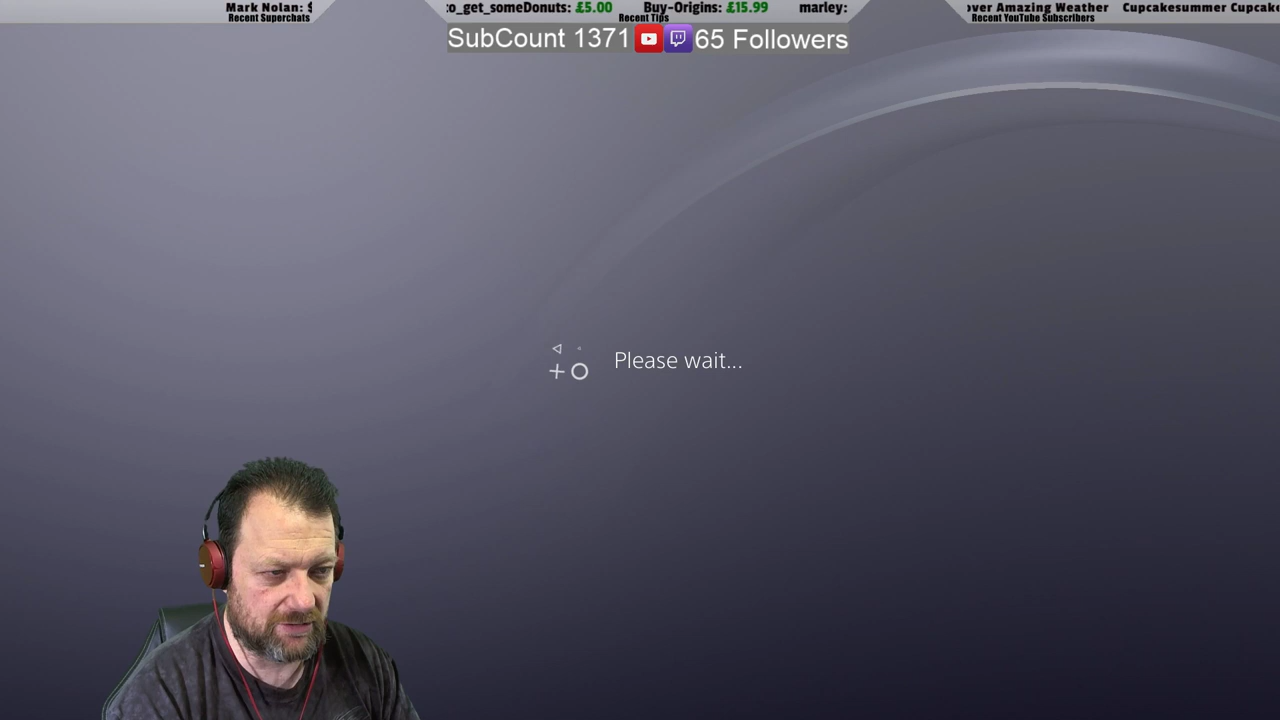 Mark Nolan: $
Recent Superchats
:o_get_someDonuts: £5.00 Buy-Origins: £15.99 marley:
Recent Tips
over Amazing Weather Cupcakesummer Cupcake
Recent YouTube Subscribers
SubCount 1371 65 Followers
Please wait...